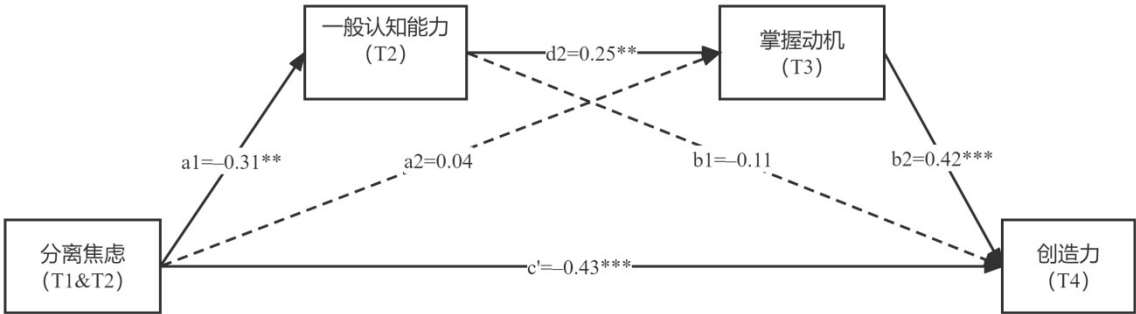 一般认知能力
（T2）
掌握动机
（T3）
d2=0.25**
a1=–0.31**
a2=0.04
b1=–0.11
b2=0.42***
分离焦虑
（T1&T2）
c'=–0.43***
创造力
（T4）